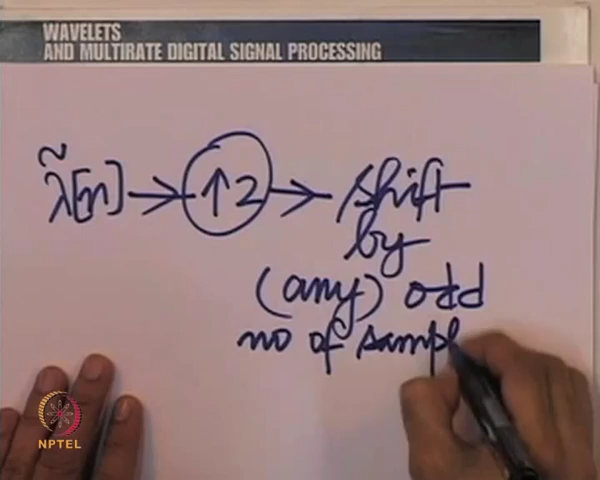 WAVELETS
AND MULTIRATE DIGITAL SIGNAL PROCESSING
λ̃[n] → ↑2 → shift
by
(any) odd
no of sampl
NPTEL